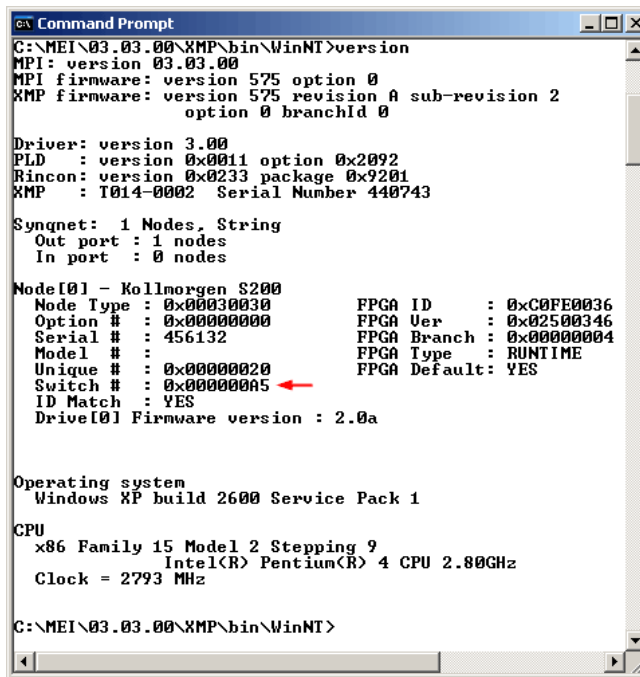 Command Prompt
C:\MEI\03.03.00\XMP\bin\WinNT>version
MPI: version 03.03.00
MPI firmware: version 575 option 0
XMP firmware: version 575 revision A sub-revision 2
option 0 branchId 0
Driver: version 3.00
PLD : version 0x0011 option 0x2092
Rincon: version 0x0233 package 0x9201
XMP : T014-0002 Serial Number 440743
Synqnet: 1 Nodes, String
Out port : 1 nodes
In port : 0 nodes
Node[0] - Kollmorgen S200
Node Type : 0x00030030 FPGA ID : 0xC0FE0036
Option # : 0x00000000 FPGA Ver : 0x02500346
Serial # : 456132 FPGA Branch : 0x00000004
Model # : FPGA Type : RUNTIME
Unique # : 0x00000020 FPGA Default: YES
Switch # : 0x000000A5
ID Match : YES
Drive[0] Firmware version : 2.0a
Operating system
Windows XP build 2600 Service Pack 1
CPU
x86 Family 15 Model 2 Stepping 9
Intel(R) Pentium(R) 4 CPU 2.80GHz
Clock = 2793 MHz
C:\MEI\03.03.00\XMP\bin\WinNT>